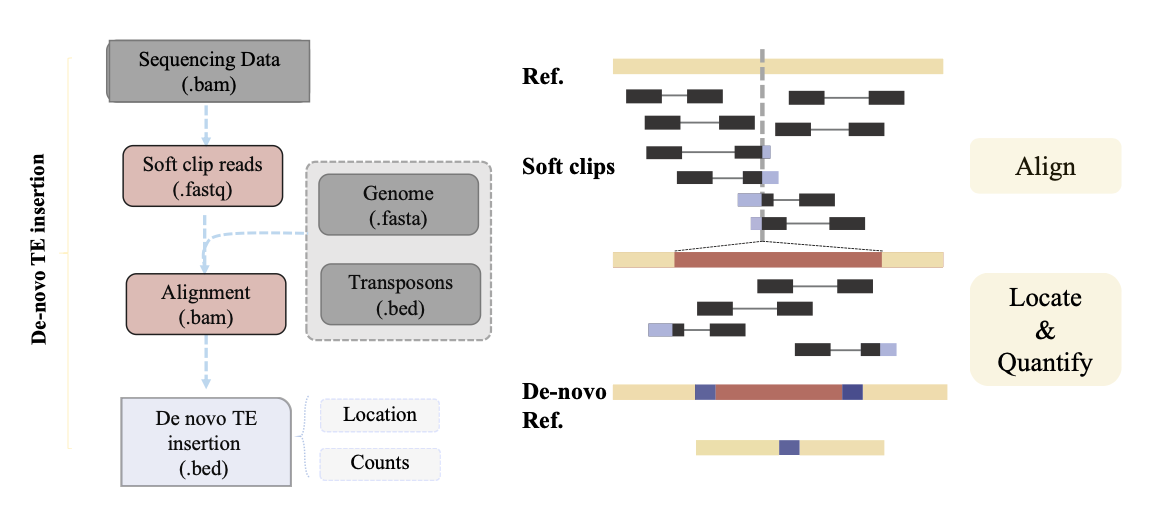 De-novo TE insertion
Sequencing Data
(.bam)
Soft clip reads
(.fastq)
Genome
(.fasta)
Transposons
(.bed)
Alignment
(.bam)
De novo TE
insertion
(.bed)
Location
Counts
Ref.
Soft clips
De-novo
Ref.
Align
Locate
&
Quantify